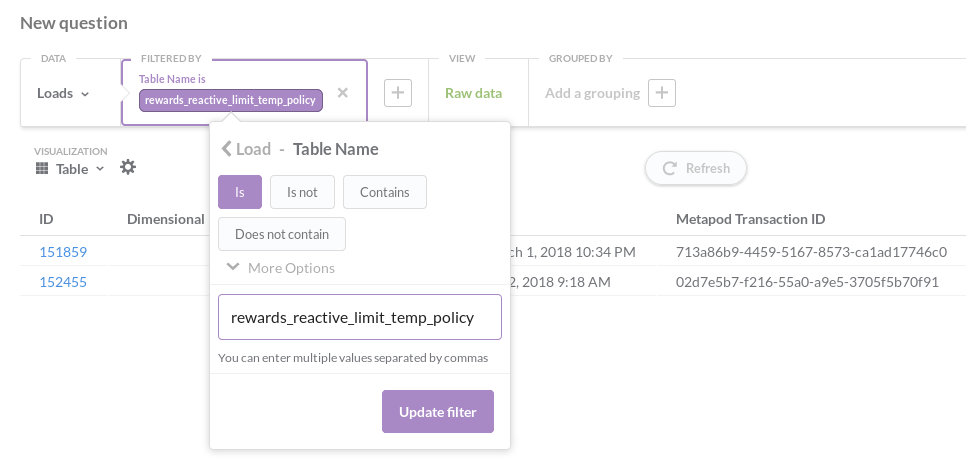 New question
DATA
FILTERED BY
VIEW
GROUPED BY
Loads
Table Name is
rewards_reactive_limit_temp_policy
Raw data
Add a grouping
VISUALIZATION
Table
Refresh
Load - Table Name
Is
Is not
Contains
Does not contain
More Options
rewards_reactive_limit_temp_policy
You can enter multiple values separated by commas
Update filter
ID
Dimensional
Metapod Transaction ID
151859
ch 1, 2018 10:34 PM
713a86b9-4459-5167-8573-ca1ad17746c0
152455
2, 2018 9:18 AM
02d7e5b7-f216-55a0-a9e5-3705f5b70f91